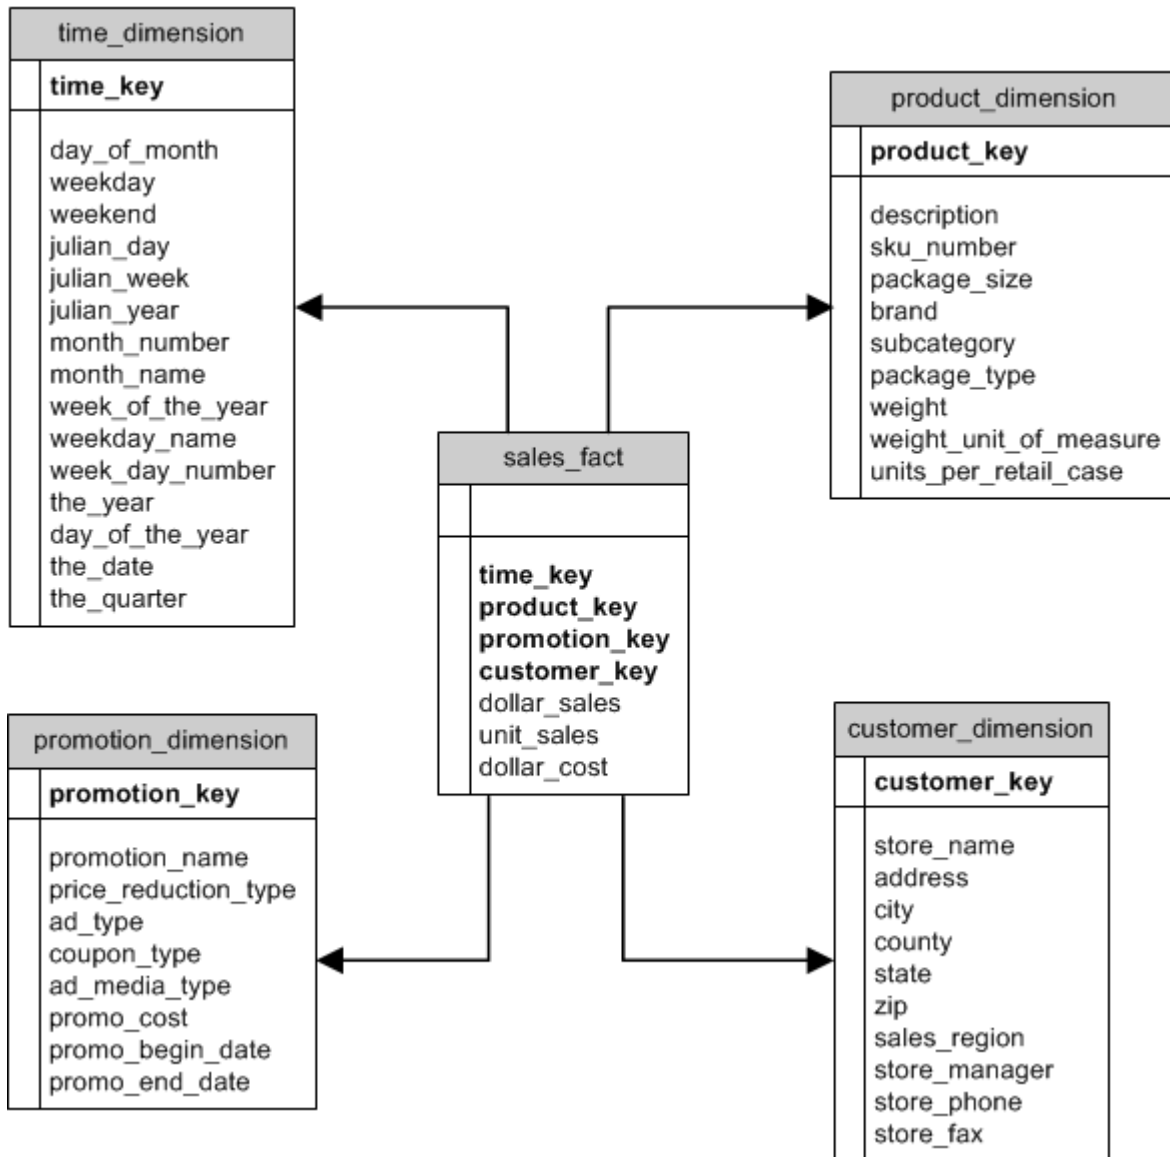 time_dimension
time_key
day_of_month
weekday
weekend
julian_day
julian_week
julian_year
month_number
month_name
week_of_the_year
weekday_name
week_day_number
the_year
day_of_the_year
the_date
the_quarter
product_dimension
product_key
description
sku_number
package_size
brand
subcategory
package_type
weight
weight_unit_of_measure
units_per_retail_case
sales_fact
time_key
product_key
promotion_key
customer_key
dollar_sales
unit_sales
dollar_cost
promotion_dimension
promotion_key
promotion_name
price_reduction_type
ad_type
coupon_type
ad_media_type
promo_cost
promo_begin_date
promo_end_date
customer_dimension
customer_key
store_name
address
city
county
state
zip
sales_region
store_manager
store_phone
store_fax